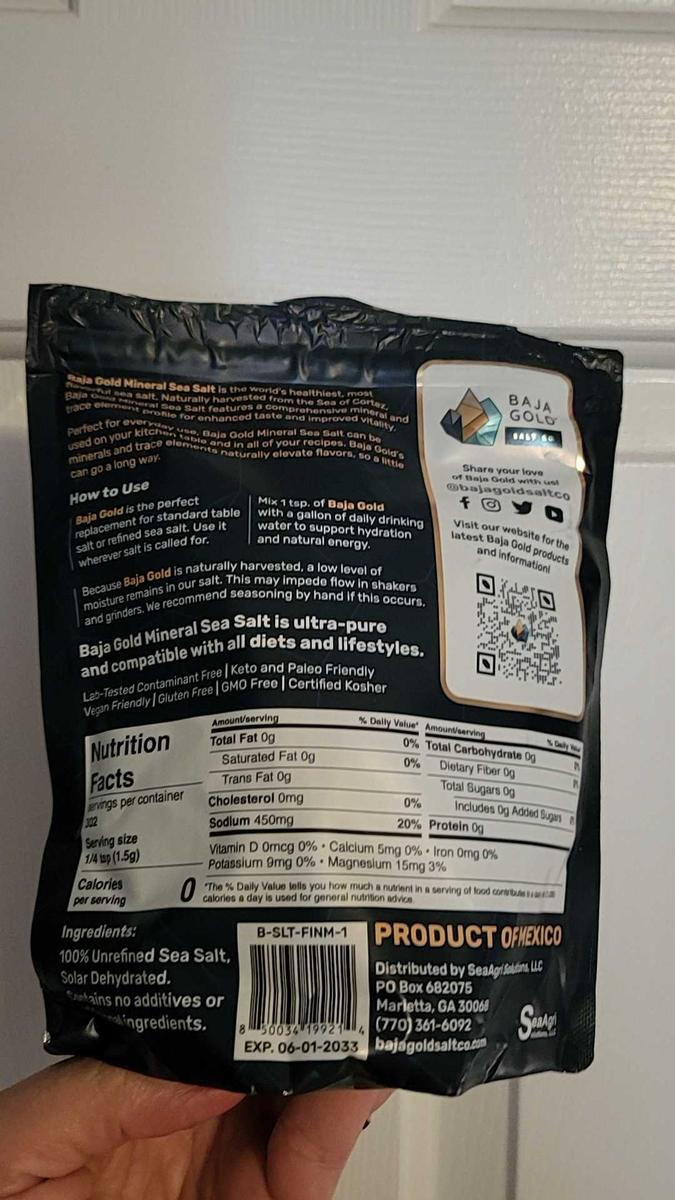 Baja Gold Mineral Sea Salt is the world's healthiest, most
flavorful sea salt. Naturally harvested from the Sea of Cortez,
Baja Gold Mineral Sea Salt features a comprehensive mineral and
trace element profile for enhanced taste and improved vitality.
Perfect for everyday use, Baja Gold Mineral Sea Salt can be
used on your kitchen table and in all of your recipes. Baja Gold's
minerals and trace elements naturally elevate flavors, so a little
can go a long way.
How to Use
Baja Gold is the perfect
replacement for standard table
salt or refined sea salt. Use it
wherever salt is called for.
Mix 1 tsp. of Baja Gold
with a gallon of daily drinking
water to support hydration
and natural energy.
Because Baja Gold is naturally harvested, a low level of
moisture remains in our salt. This may impede flow in shakers
and grinders. We recommend seasoning by hand if this occurs.
Baja Gold Mineral Sea Salt is ultra-pure
and compatible with all diets and lifestyles.
Lab-Tested Contaminant Free | Keto and Paleo Friendly
Vegan Friendly | Gluten Free | GMO Free | Certified Kosher
BAJA
GOLD
SALT CO
Share your love
of Baja Gold with us!
@bajagoldsaltco
Visit our website for the
latest Baja Gold products
and information!
Nutrition
Facts
servings per container
302
Serving size
1/4 tsp (1.5g)
Calories 0
per serving
Amount/serving % Daily Value*
Total Fat 0g 0%
Saturated Fat 0g 0%
Trans Fat 0g
Cholesterol 0mg 0%
Sodium 450mg 20%
Amount/serving % Daily
Total Carbohydrate 0g
Dietary Fiber 0g
Total Sugars 0g
Includes 0g Added Sugars
Protein 0g
Vitamin D 0mcg 0% • Calcium 5mg 0% • Iron 0mg 0%
Potassium 9mg 0% • Magnesium 15mg 3%
*The % Daily Value tells you how much a nutrient in a serving of food contributes
calories a day is used for general nutrition advice.
Ingredients:
100% Unrefined Sea Salt,
Solar Dehydrated.
Contains no additives or
ingredients.
B-SLT-FINM-1
8 50034 19921 4
EXP. 06-01-2033
PRODUCT OF MEXICO
Distributed by SeaAgri Solutions, LLC
PO Box 682075
Marietta, GA 30068
(770) 361-6092
bajagoldsaltco.com
SeaAgri